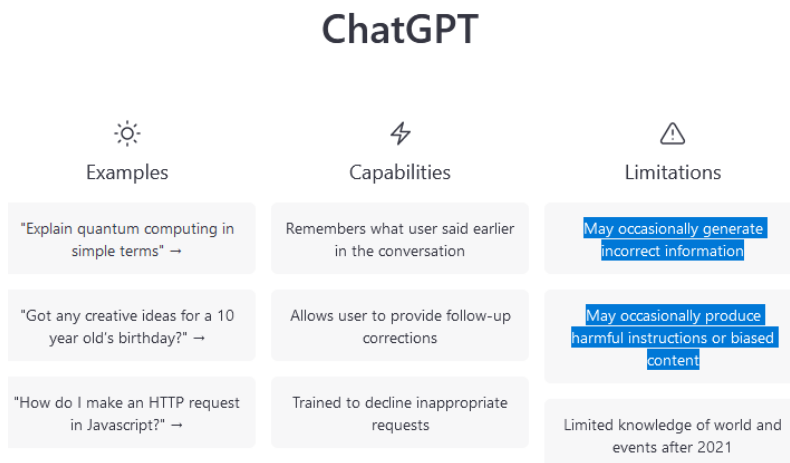 ChatGPT
Examples
"Explain quantum computing in
simple terms" →
"Got any creative ideas for a 10
year old's birthday?" →
"How do I make an HTTP request
in Javascript?" →
Capabilities
Remembers what user said earlier
in the conversation
Allows user to provide follow-up
corrections
Trained to decline inappropriate
requests
Limitations
May occasionally generate
incorrect information
May occasionally produce
harmful instructions or biased
content
Limited knowledge of world and
events after 2021